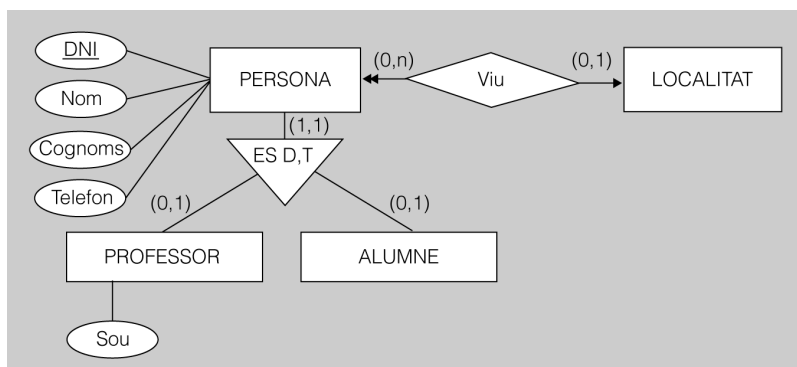 DNI
Nom
Cognoms
Telefon
PERSONA
(0,n)
Viu
(0,1)
LOCALITAT
(1,1)
ES D,T
(0,1)
(0,1)
PROFESSOR
ALUMNE
Sou